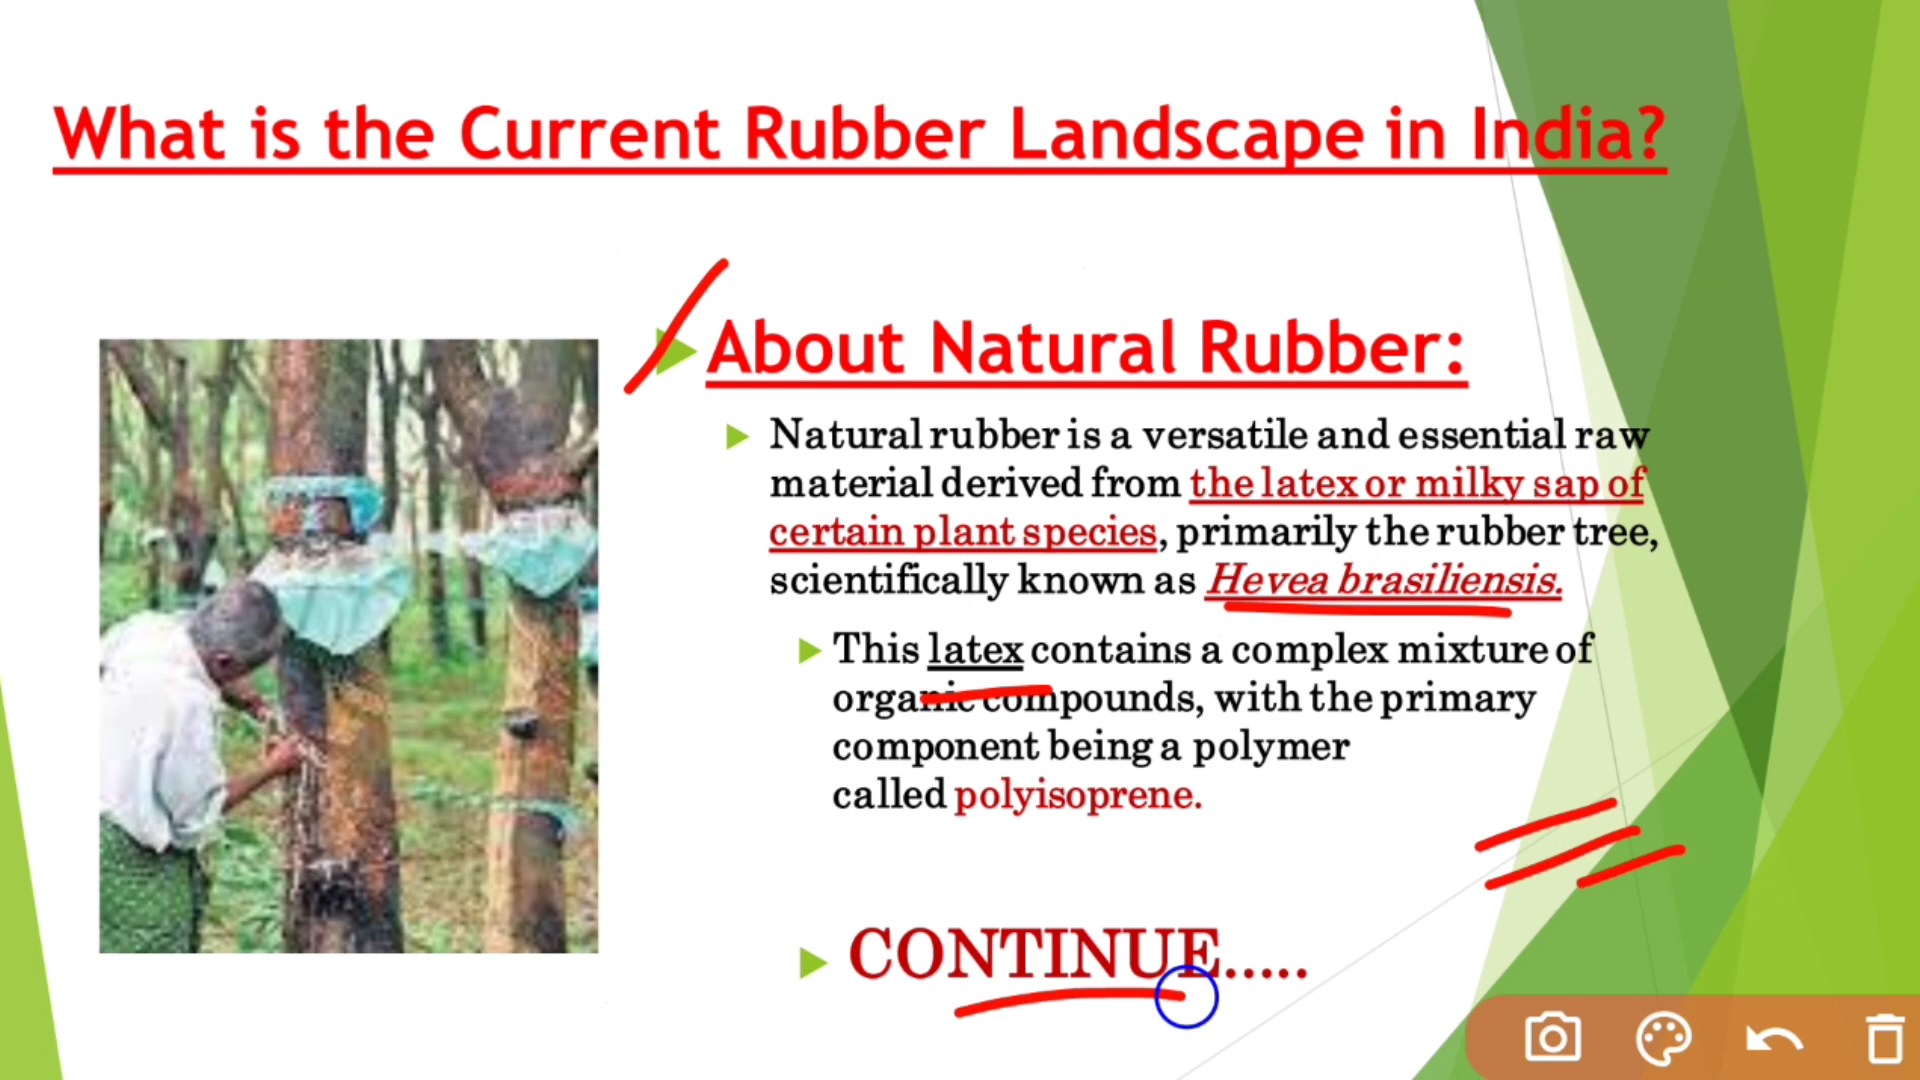 What is the Current Rubber Landscape in India?
About Natural Rubber:
Natural rubber is a versatile and essential raw
material derived from the latex or milky sap of
certain plant species, primarily the rubber tree,
scientifically known as Hevea brasiliensis.
This latex contains a complex mixture of
organic compounds, with the primary
component being a polymer
called polyisoprene.
CONTINUE.....